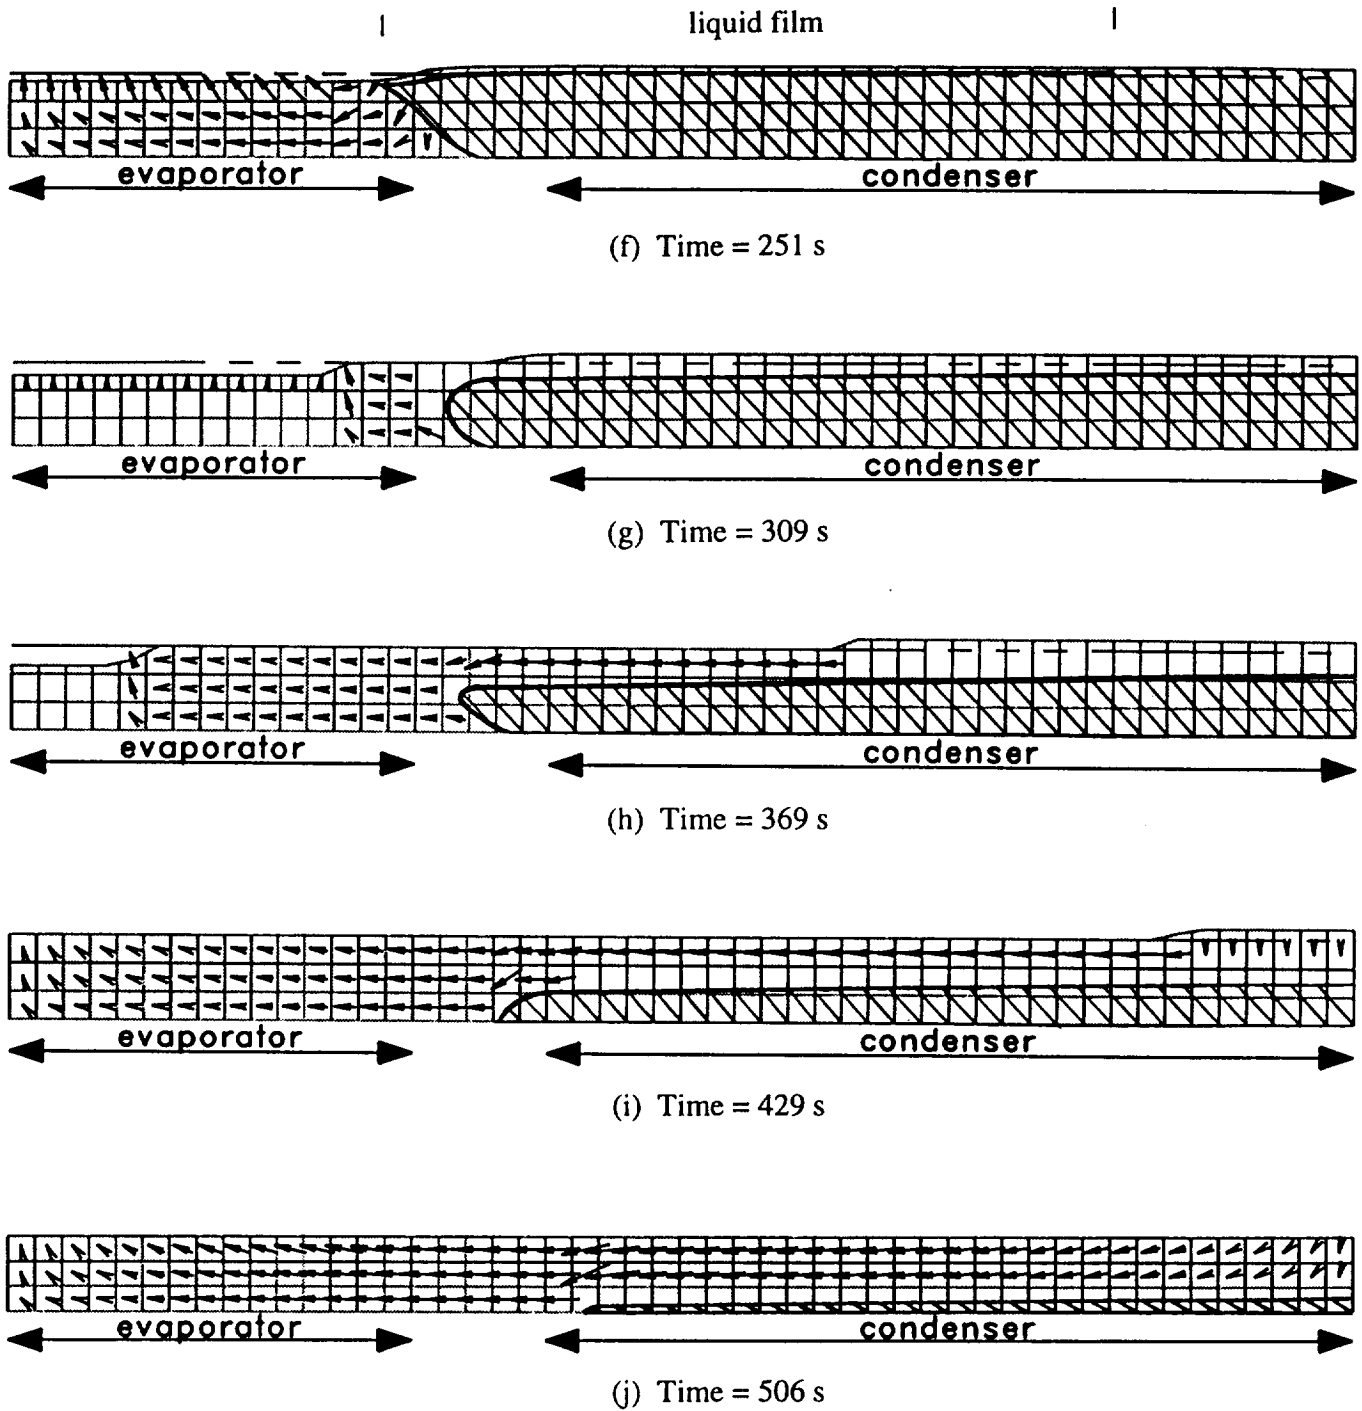 liquid film
evaporator condenser
(f) Time = 251 s
evaporator condenser
(g) Time = 309 s
evaporator condenser
(h) Time = 369 s
evaporator condenser
(i) Time = 429 s
evaporator condenser
(j) Time = 506 s